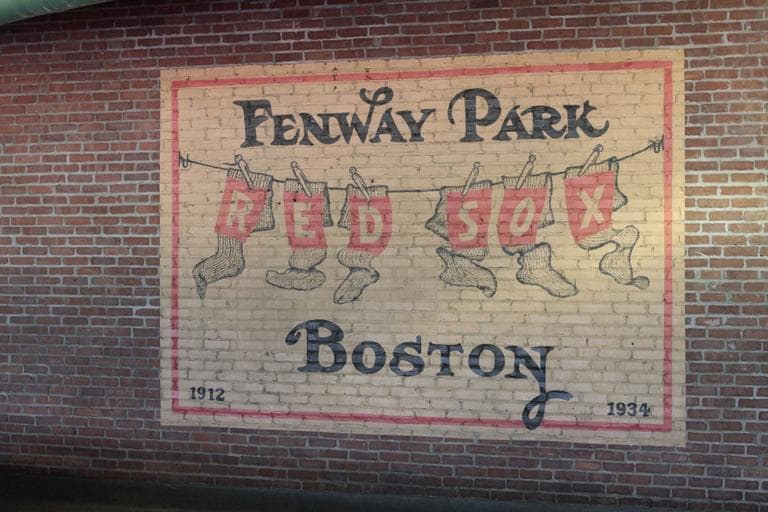 FENWAY PARK
RED SOX
BOSTON
1912
1934